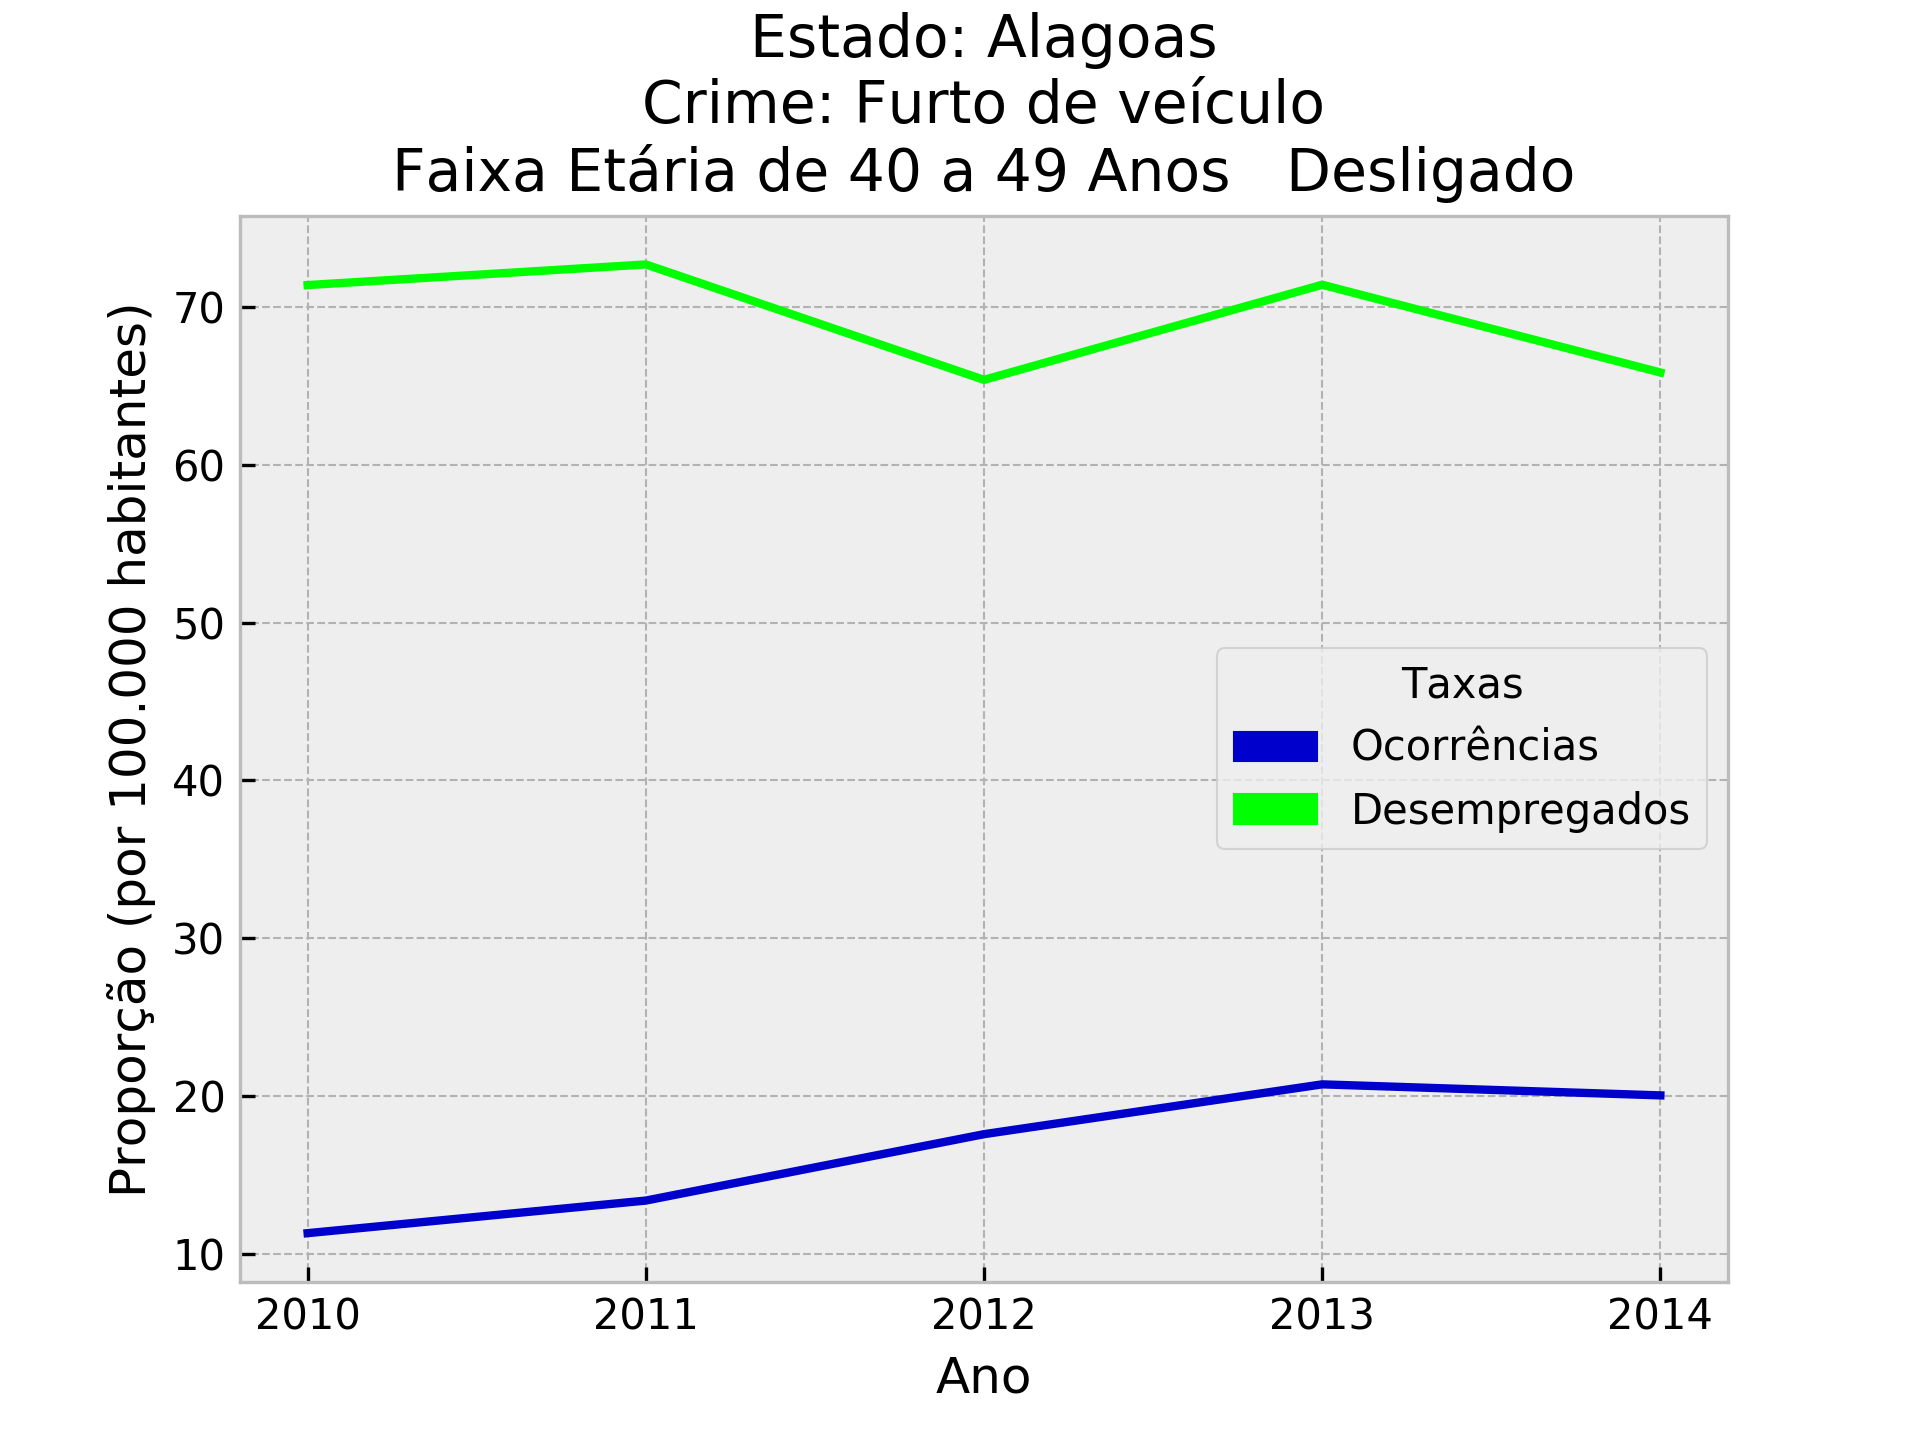 Estado: Alagoas
Crime: Furto de veículo
Faixa Etária de 40 a 49 Anos   Desligado
Proporção (por 100.000 habitantes)
70
60
50
40
30
20
10
Taxas
Ocorrências
Desempregados
2010 2011 2012 2013 2014
Ano